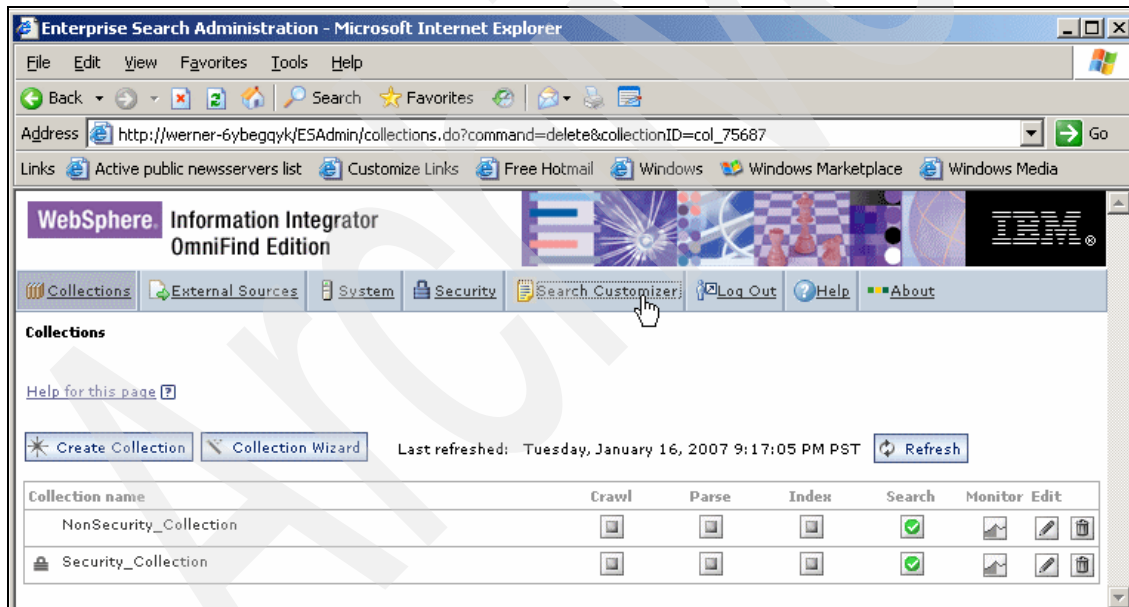 Enterprise Search Administration - Microsoft Internet Explorer
File Edit View Favorites Tools Help
Back Search Favorites
Address http://werner-6ybegqyk/ESAdmin/collections.do?command=delete&collectionID=col_75687 Go
Links Active public newsservers list Customize Links Free Hotmail Windows Windows Marketplace Windows Media
WebSphere. Information Integrator
OmniFind Edition
IBM®
Collections External Sources System Security Search Customizer Log Out Help About
Collections
Help for this page ?
Create Collection Collection Wizard Last refreshed: Tuesday, January 16, 2007 9:17:05 PM PST Refresh
Collection name Crawl Parse Index Search Monitor Edit
NonSecurity_Collection
Security_Collection